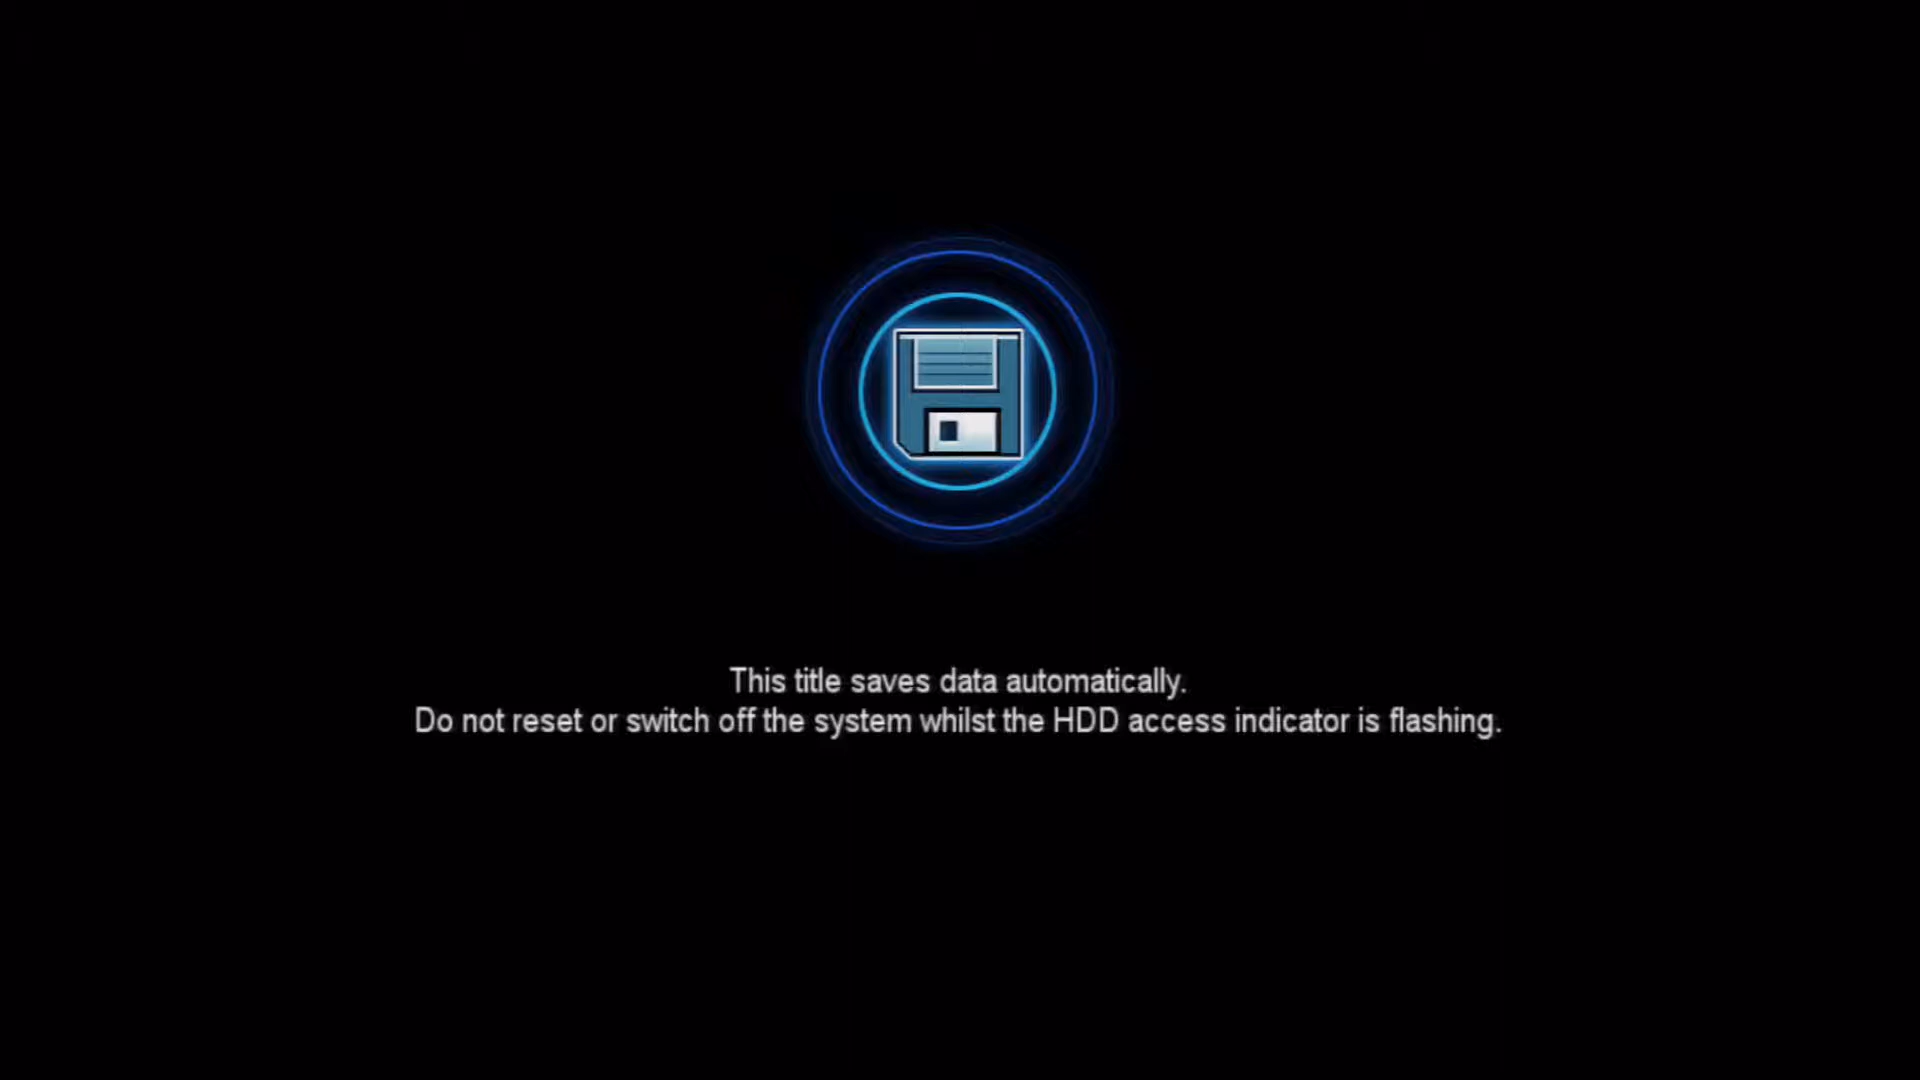 This title saves data automatically.
Do not reset or switch off the system whilst the HDD access indicator is flashing.